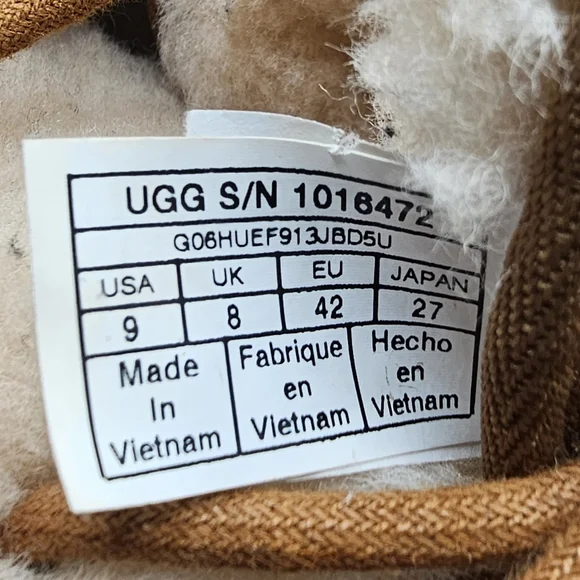 UGG S/N 1016472
G06HUEF913JBD5U
USA UK EU JAPAN
9 8 42 27
Made In Vietnam
Fabrique en Vietnam
Hecho en Vietnam